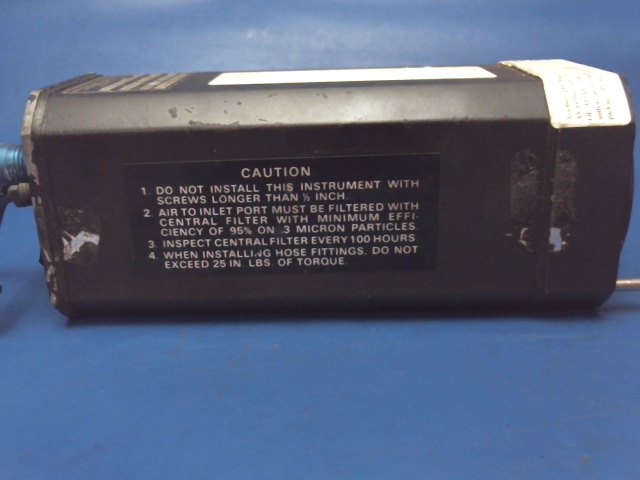 CAUTION
1. DO NOT INSTALL THIS INSTRUMENT WITH
SCREWS LONGER THAN ½ INCH.
2. AIR TO INLET PORT MUST BE FILTERED WITH
CENTRAL FILTER WITH MINIMUM EFFI-
CIENCY OF 95% ON .3 MICRON PARTICLES.
3. INSPECT CENTRAL FILTER EVERY 100 HOURS.
4. WHEN INSTALLING HOSE FITTINGS, DO NOT
EXCEED 25 IN. LBS. OF TORQUE.